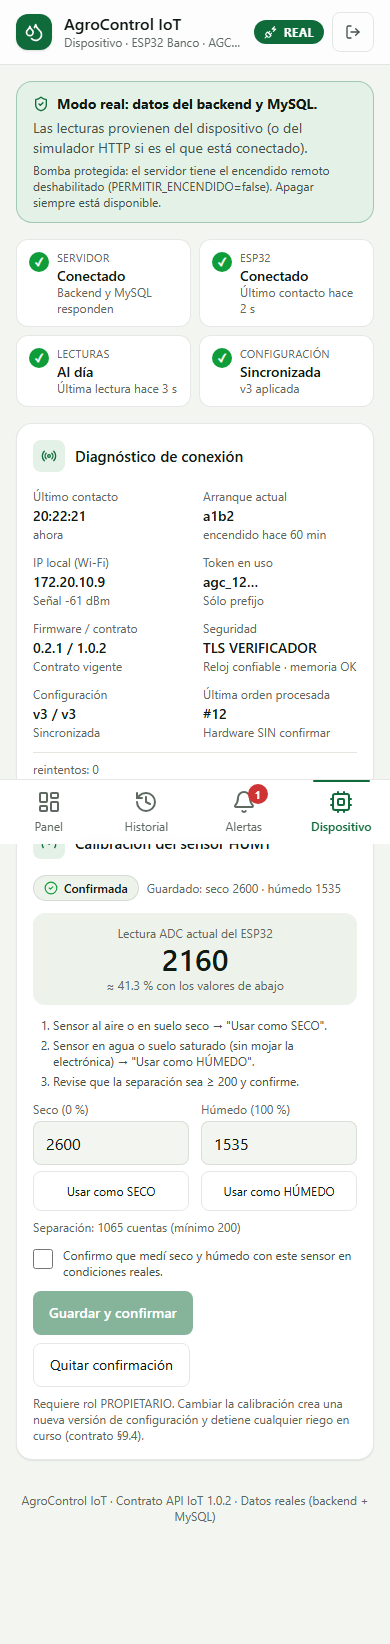 AgroControl IoT
Dispositivo · ESP32 Banco · AGC...
REAL
Modo real: datos del backend y MySQL.
Las lecturas provienen del dispositivo (o del
simulador HTTP si es el que está conectado).
Bomba protegida: el servidor tiene el encendido remoto
deshabilitado (PERMITIR_ENCENDIDO=false). Apagar
siempre está disponible.
SERVIDOR
Conectado
Backend y MySQL
responden
ESP32
Conectado
Último contacto hace
2 s
LECTURAS
Al día
Última lectura hace 3 s
CONFIGURACIÓN
Sincronizada
v3 aplicada
Diagnóstico de conexión
Último contacto
20:22:21
ahora
Arranque actual
a1b2
encendido hace 60 min
IP local (Wi-Fi)
172.20.10.9
Señal -61 dBm
Token en uso
agc_12...
Sólo prefijo
Firmware / contrato
0.2.1 / 1.0.2
Contrato vigente
Seguridad
TLS VERIFICADOR
Reloj confiable · memoria OK
Configuración
v3 / v3
Sincronizada
Última orden procesada
#12
Hardware SIN confirmar
reintentos: 0
Panel
Historial
1
Alertas
Dispositivo
Calibración del sensor HUM1
Confirmada
Guardado: seco 2600 · húmedo 1535
Lectura ADC actual del ESP32
2160
≈ 41.3 % con los valores de abajo
1. Sensor al aire o en suelo seco → "Usar como SECO".
2. Sensor en agua o suelo saturado (sin mojar la
electrónica) → "Usar como HÚMEDO".
3. Revise que la separación sea ≥ 200 y confirme.
Seco (0 %)
Húmedo (100 %)
2600
1535
Usar como SECO
Usar como HÚMEDO
Separación: 1065 cuentas (mínimo 200)
Confirmo que medí seco y húmedo con este sensor en
condiciones reales.
Guardar y confirmar
Quitar confirmación
Requiere rol PROPIETARIO. Cambiar la calibración crea una
nueva versión de configuración y detiene cualquier riego en
curso (contrato §9.4).
AgroControl IoT · Contrato API IoT 1.0.2 · Datos reales (backend +
MySQL)